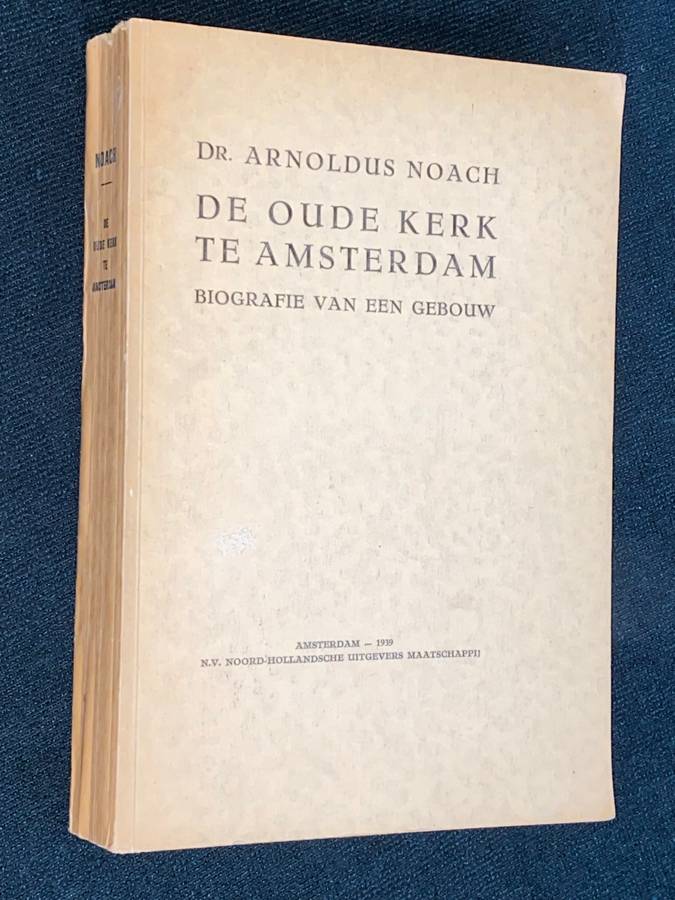 DR. ARNOLDUS NOACH
DE OUDE KERK
TE AMSTERDAM
BIOGRAFIE VAN EEN GEBOUW
AMSTERDAM — 1939
N.V. NOORD-HOLLANDSCHE UITGEVERS MAATSCHAPPIJ
NOACH
DE
OUDE KERK
TE
AMSTERDAM